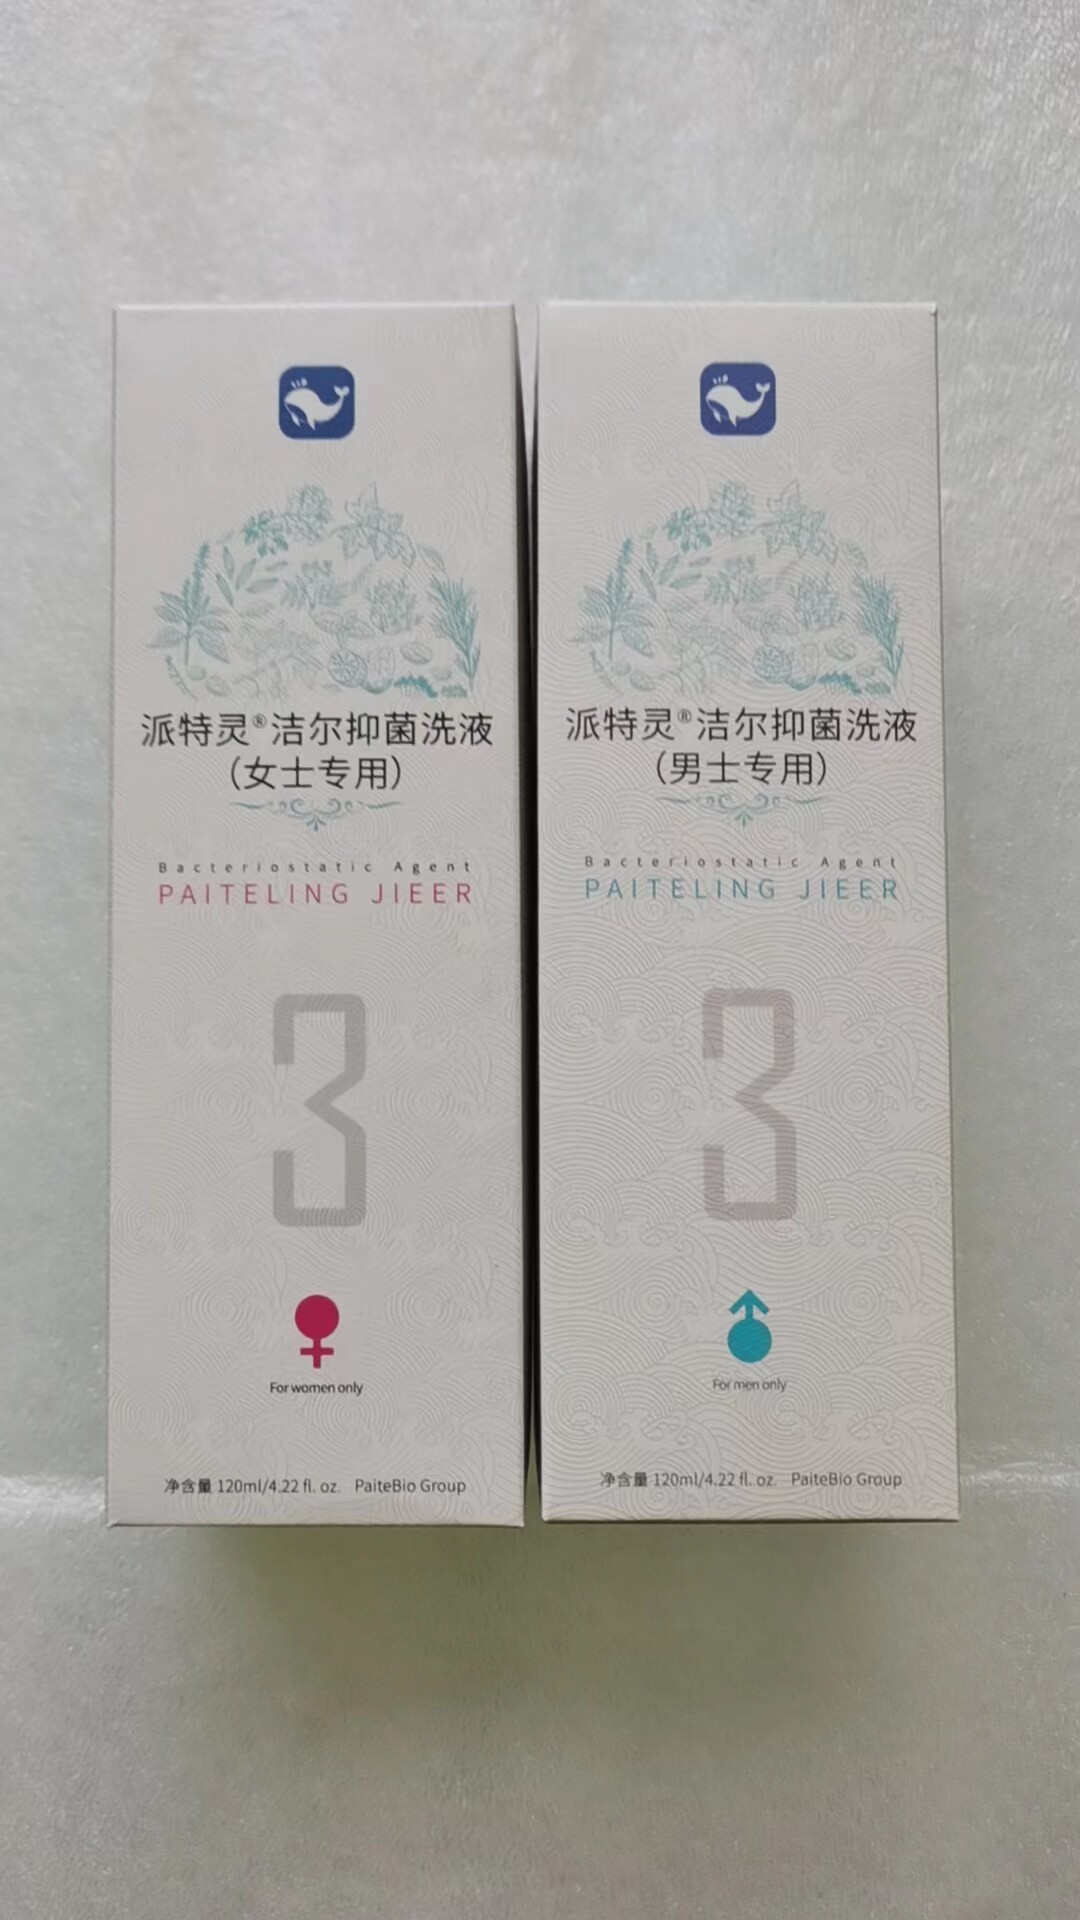 派特灵®洁尔抑菌洗液
（女士专用）
Bacteriostatic Agent
PAITELING JIEER
3
For women only
净含量 120ml/4.22 fl. oz. PaiteBio Group
派特灵®洁尔抑菌洗液
（男士专用）
Bacteriostatic Agent
PAITELING JIEER
3
For men only
净含量 120ml/4.22 fl. oz. PaiteBio Group